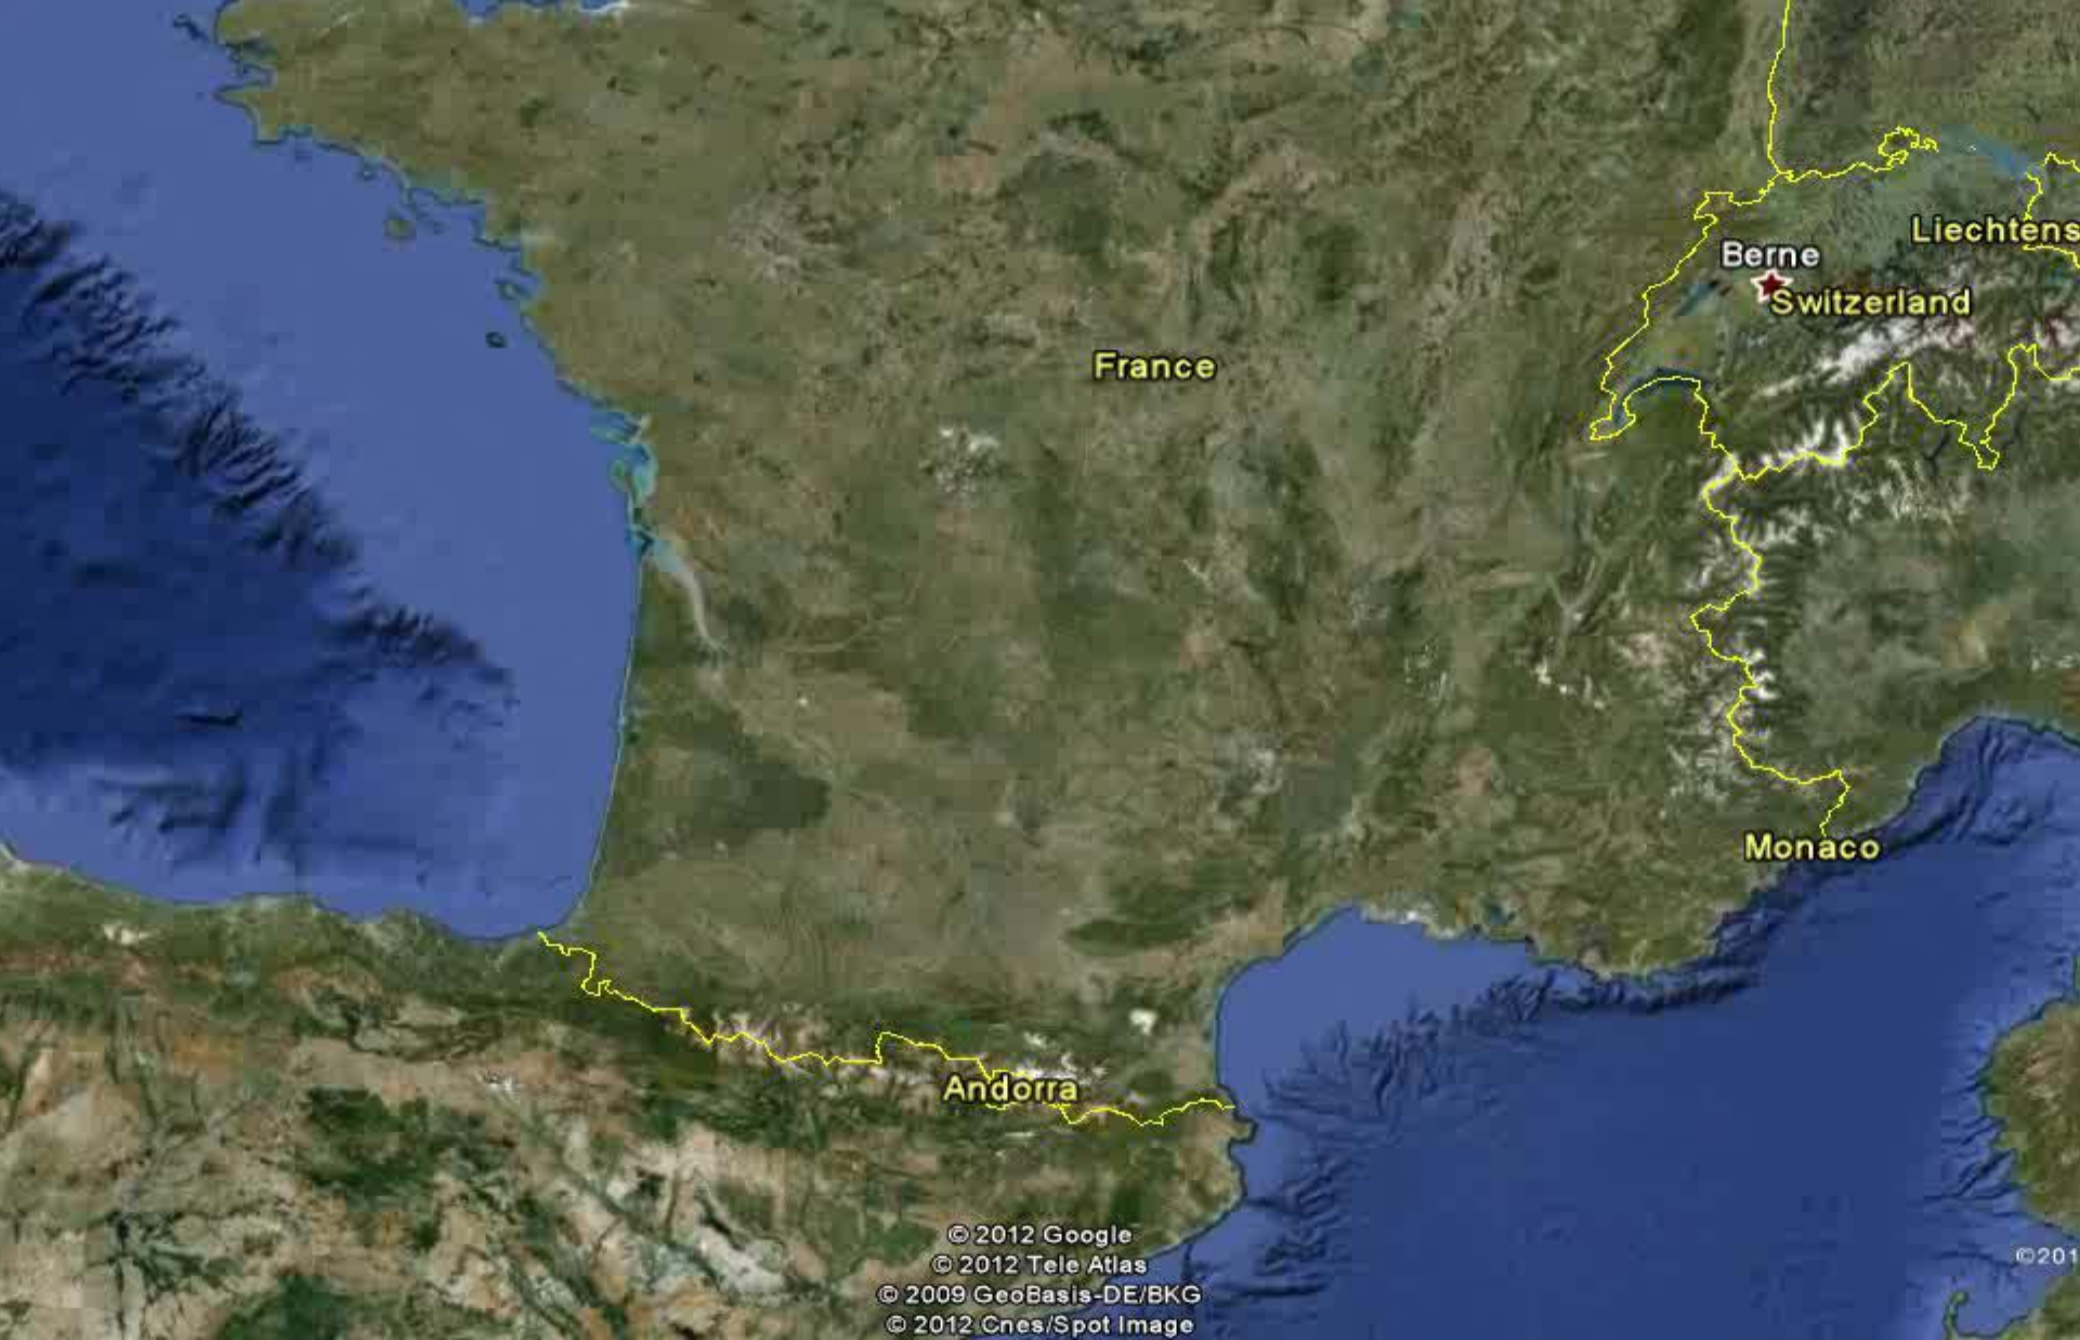 Liechtens
Berne
Switzerland
France
Monaco
Andorra
© 2012 Google
© 2012 Tele Atlas
© 2009 GeoBasis-DE/BKG
© 2012 Cnes/Spot Image
©201